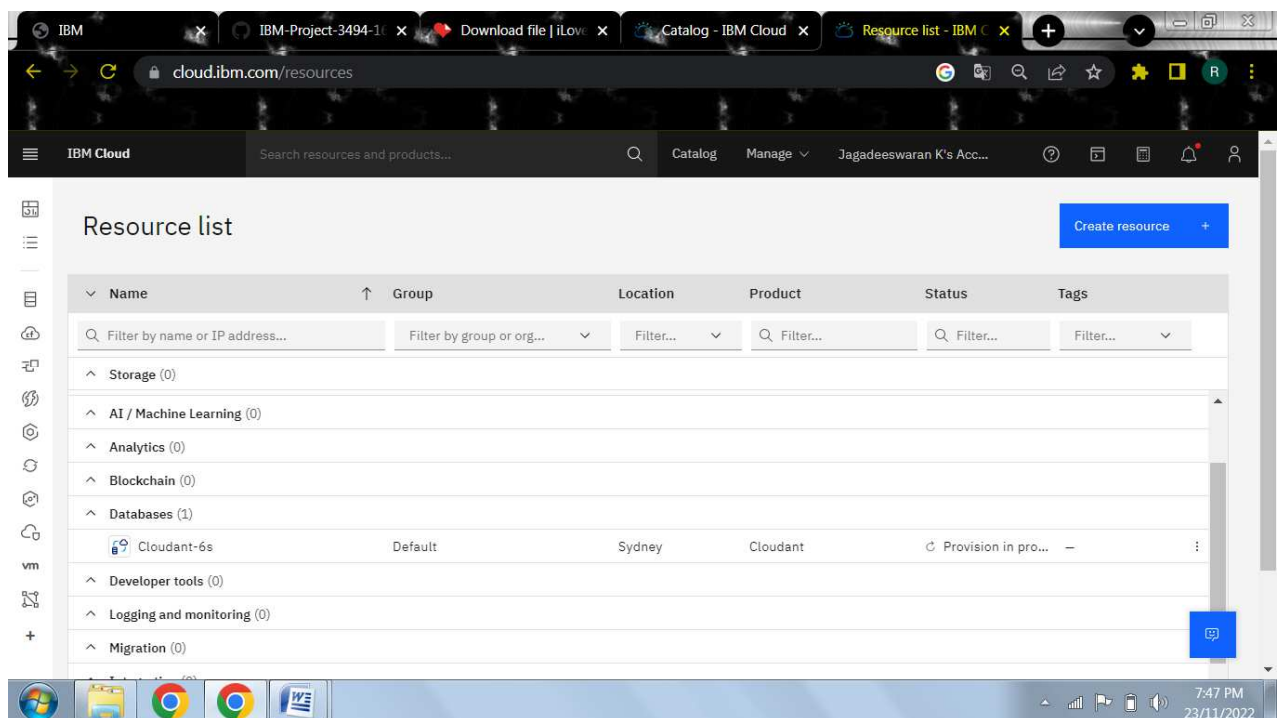 IBM
IBM-Project-3494-16
Download file | iLove
Catalog - IBM Cloud
Resource list - IBM C
cloud.ibm.com/resources
R
IBM Cloud
Search resources and products...
Catalog
Manage
Jagadeeswaran K's Acc...
Resource list
Create resource +
Name
Group
Location
Product
Status
Tags
Filter by name or IP address...
Filter by group or org...
Filter...
Filter...
Filter...
Filter...
Storage (0)
AI / Machine Learning (0)
Analytics (0)
Blockchain (0)
Databases (1)
Cloudant-6s Default Sydney Cloudant Provision in pro... –
Developer tools (0)
Logging and monitoring (0)
vm
Migration (0)
7:47 PM
23/11/2022